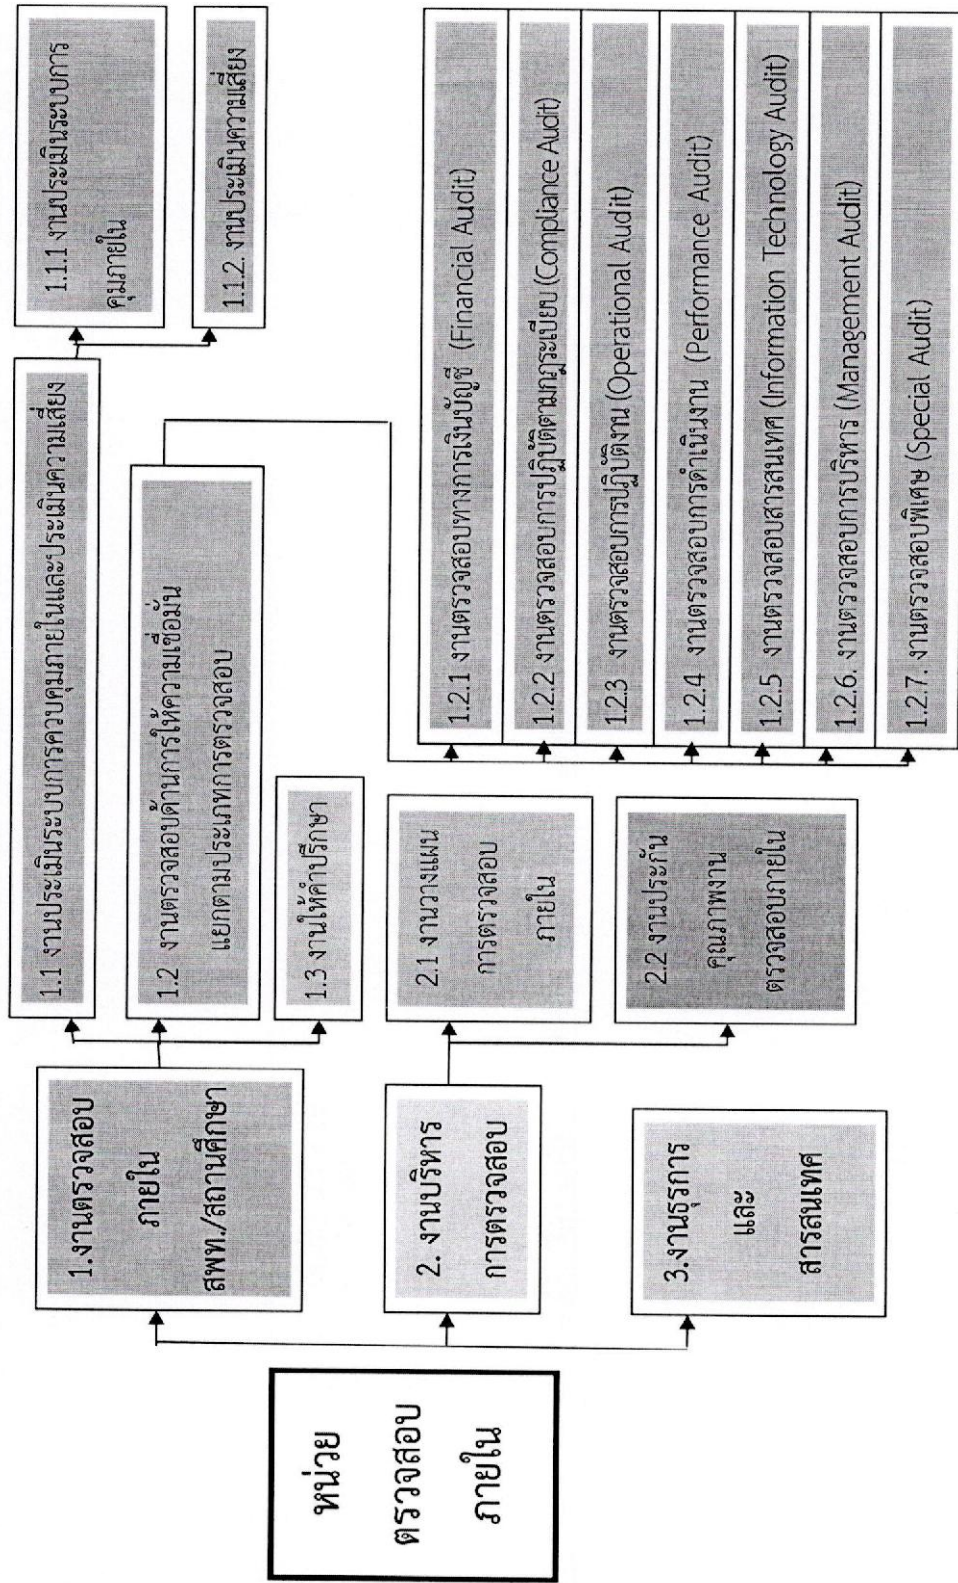 หน่วย
ตรวจสอบ
ภายใน
1.งานตรวจสอบ
ภายใน
สพท./สถานศึกษา
2. งานบริหาร
การตรวจสอบ
3.งานธุรการ
และ
สารสนเทศ
1.1 งานประเมินระบบการควบคุมภายในและประเมินความเสี่ยง
1.2 งานตรวจสอบด้านการให้ความเชื่อมั่น
แยกตามประเภทการตรวจสอบ
1.3 งานให้คำปรึกษา
2.1 งานวางแผน
การตรวจสอบ
ภายใน
2.2 งานประกัน
คุณภาพงาน
ตรวจสอบภายใน
1.1.1 งานประเมินระบบการ
คุมภายใน
1.1.2. งานประเมินความเสี่ยง
1.2.1 งานตรวจสอบทางการเงินบัญชี (Financial Audit)
1.2.2 งานตรวจสอบการปฏิบัติตามกฎระเบียบ (Compliance Audit)
1.2.3 งานตรวจสอบการปฏิบัติงาน (Operational Audit)
1.2.4 งานตรวจสอบการดำเนินงาน (Performance Audit)
1.2.5 งานตรวจสอบสารสนเทศ (Information Technology Audit)
1.2.6. งานตรวจสอบการบริหาร (Management Audit)
1.2.7. งานตรวจสอบพิเศษ (Special Audit)